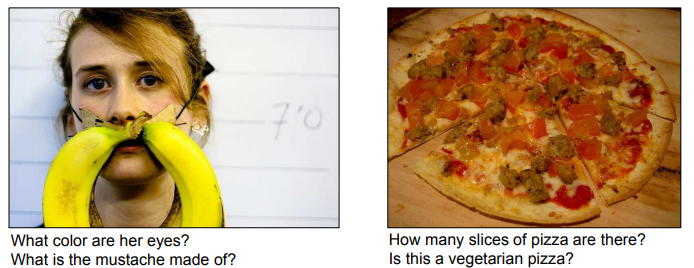 7'0
What color are her eyes?
What is the mustache made of?
How many slices of pizza are there?
Is this a vegetarian pizza?